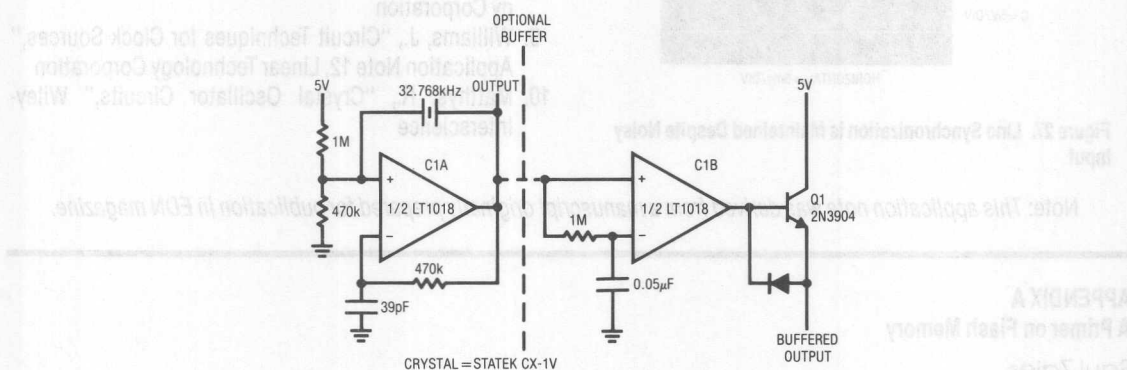 OPTIONAL
BUFFER
5V
32.768kHz
OUTPUT
5V
1M
C1A
C1B
+
+
1/2 LT1018
1/2 LT1018
Q1
2N3904
470k
1M
−
−
470k
0.05µF
39pF
BUFFERED
OUTPUT
CRYSTAL = STATEK CX-1V